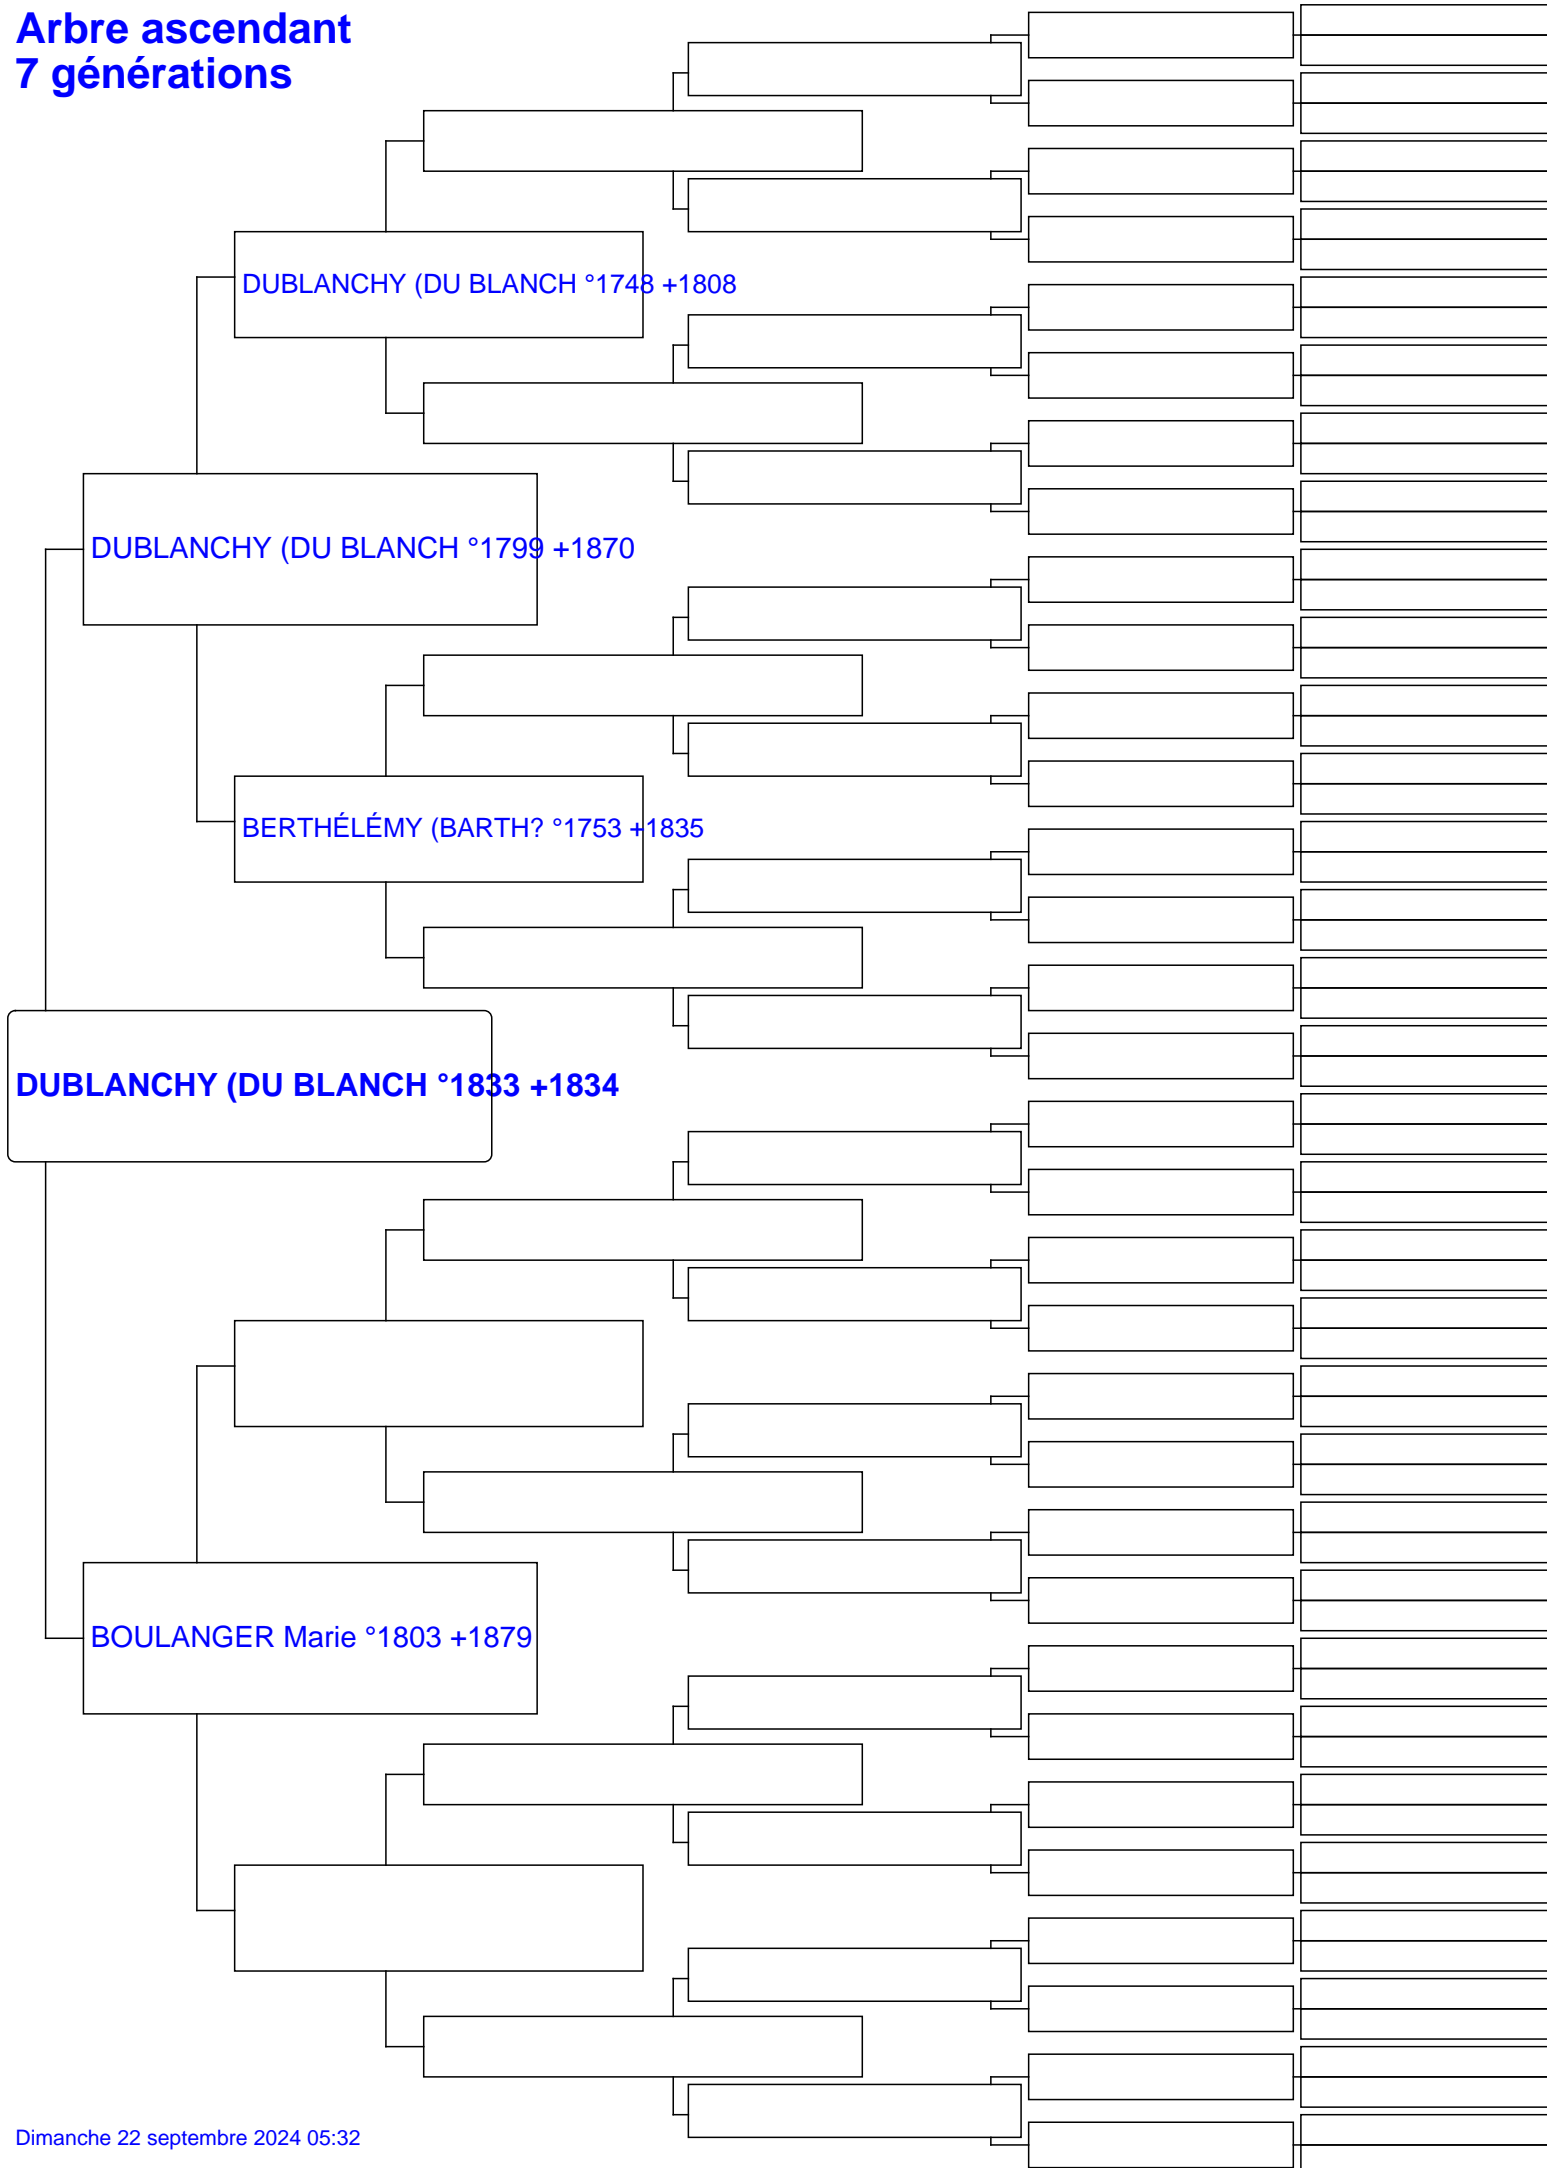 Arbre ascendant
7 générations
DUBLANCHY (DU BLANCH °1748 +1808
DUBLANCHY (DU BLANCH °1799 +1870
BERTHÉLÉMY (BARTH? °1753 +1835
DUBLANCHY (DU BLANCH °1833 +1834
BOULANGER Marie °1803 +1879
Dimanche 22 septembre 2024 05:32